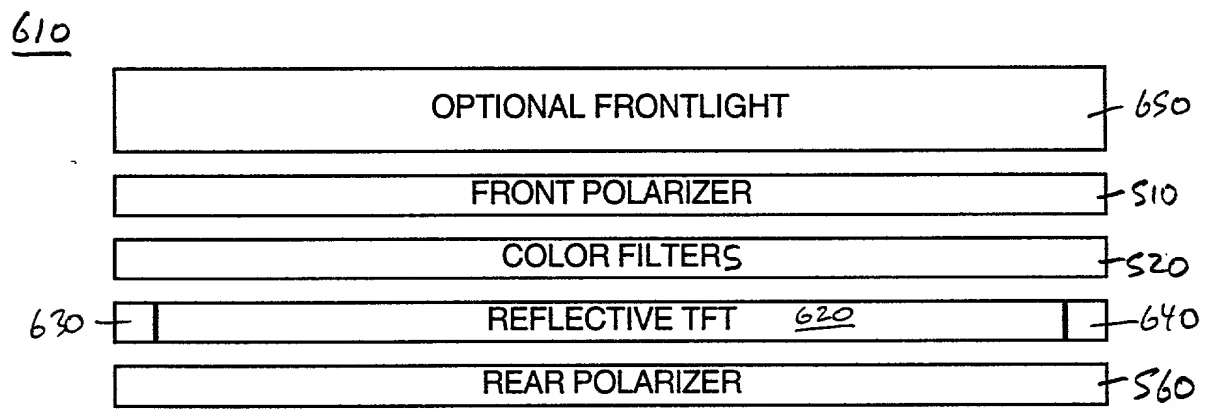 610
OPTIONAL FRONTLIGHT 650
FRONT POLARIZER 510
COLOR FILTERS 520
630 REFLECTIVE TFT 620 640
REAR POLARIZER 560